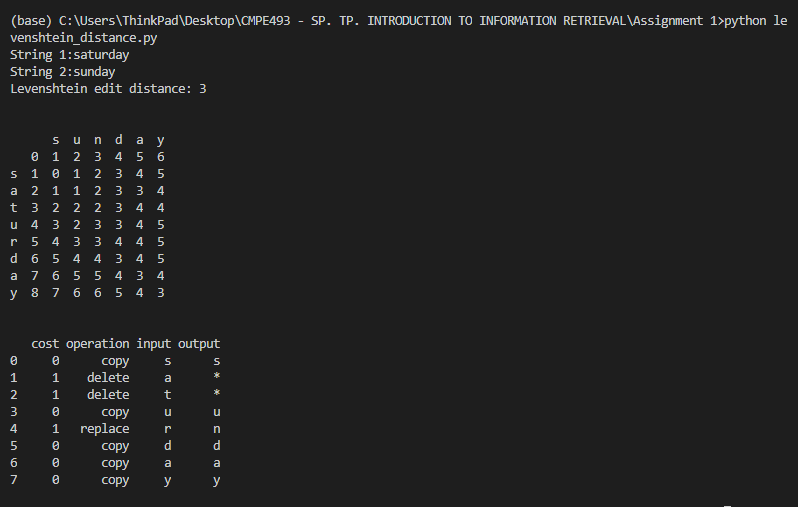 (base) C:\Users\ThinkPad\Desktop\CMPE493 - SP. TP. INTRODUCTION TO INFORMATION RETRIEVAL\Assignment 1>python le
venshtein_distance.py
String 1:saturday
String 2:sunday
Levenshtein edit distance: 3
s u n d a y
0 1 2 3 4 5 6
s 1 0 1 2 3 4 5
a 2 1 1 2 3 3 4
t 3 2 2 2 3 4 4
u 4 3 2 3 3 4 5
r 5 4 3 3 4 4 5
d 6 5 4 4 3 4 5
a 7 6 5 5 4 3 4
y 8 7 6 6 5 4 3
cost operation input output
0 0 copy s s
1 1 delete a *
2 1 delete t *
3 0 copy u u
4 1 replace r n
5 0 copy d d
6 0 copy a a
7 0 copy y y